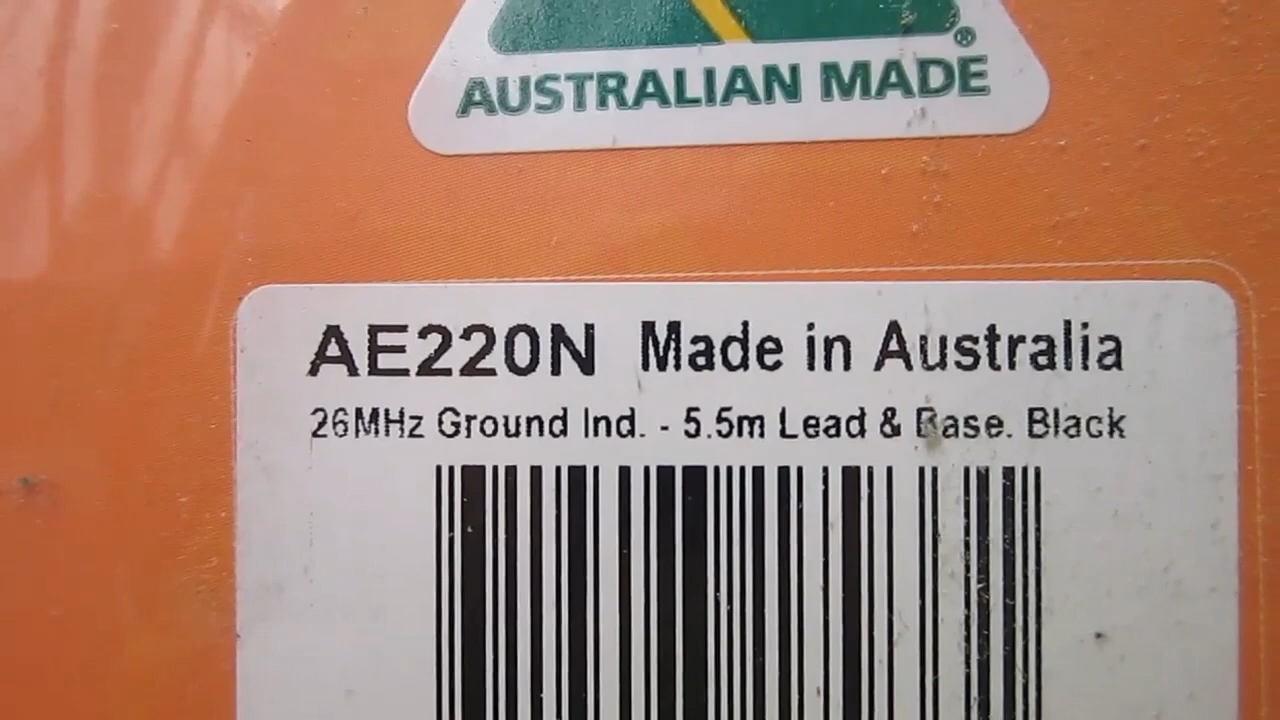 ®
AUSTRALIAN MADE
AE220N Made in Australia
26MHz Ground Ind. - 5.5m Lead & Base. Black